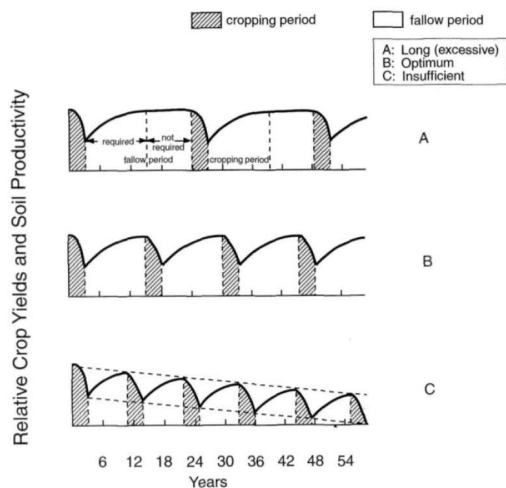 cropping period
fallow period
A: Long (excessive)
B: Optimum
C: Insufficient
Relative Crop Yields and Soil Productivity
required
not
required
fallow period
cropping period
A
B
C
6 12 18 24 30 36 42 48 54
Years